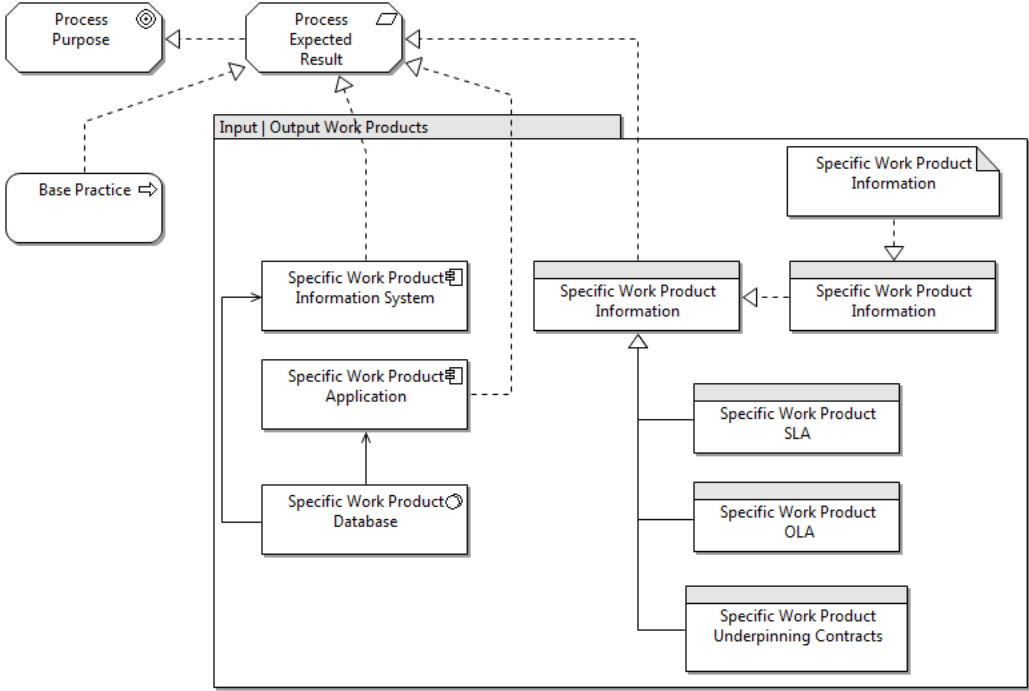 Process
Purpose
Process
Expected
Result
Input | Output Work Products
Base Practice
Specific Work Product
Information
Specific Work Product
Information System
Specific Work Product
Information
Specific Work Product
Information
Specific Work Product
Application
Specific Work Product
SLA
Specific Work Product
Database
Specific Work Product
OLA
Specific Work Product
Underpinning Contracts